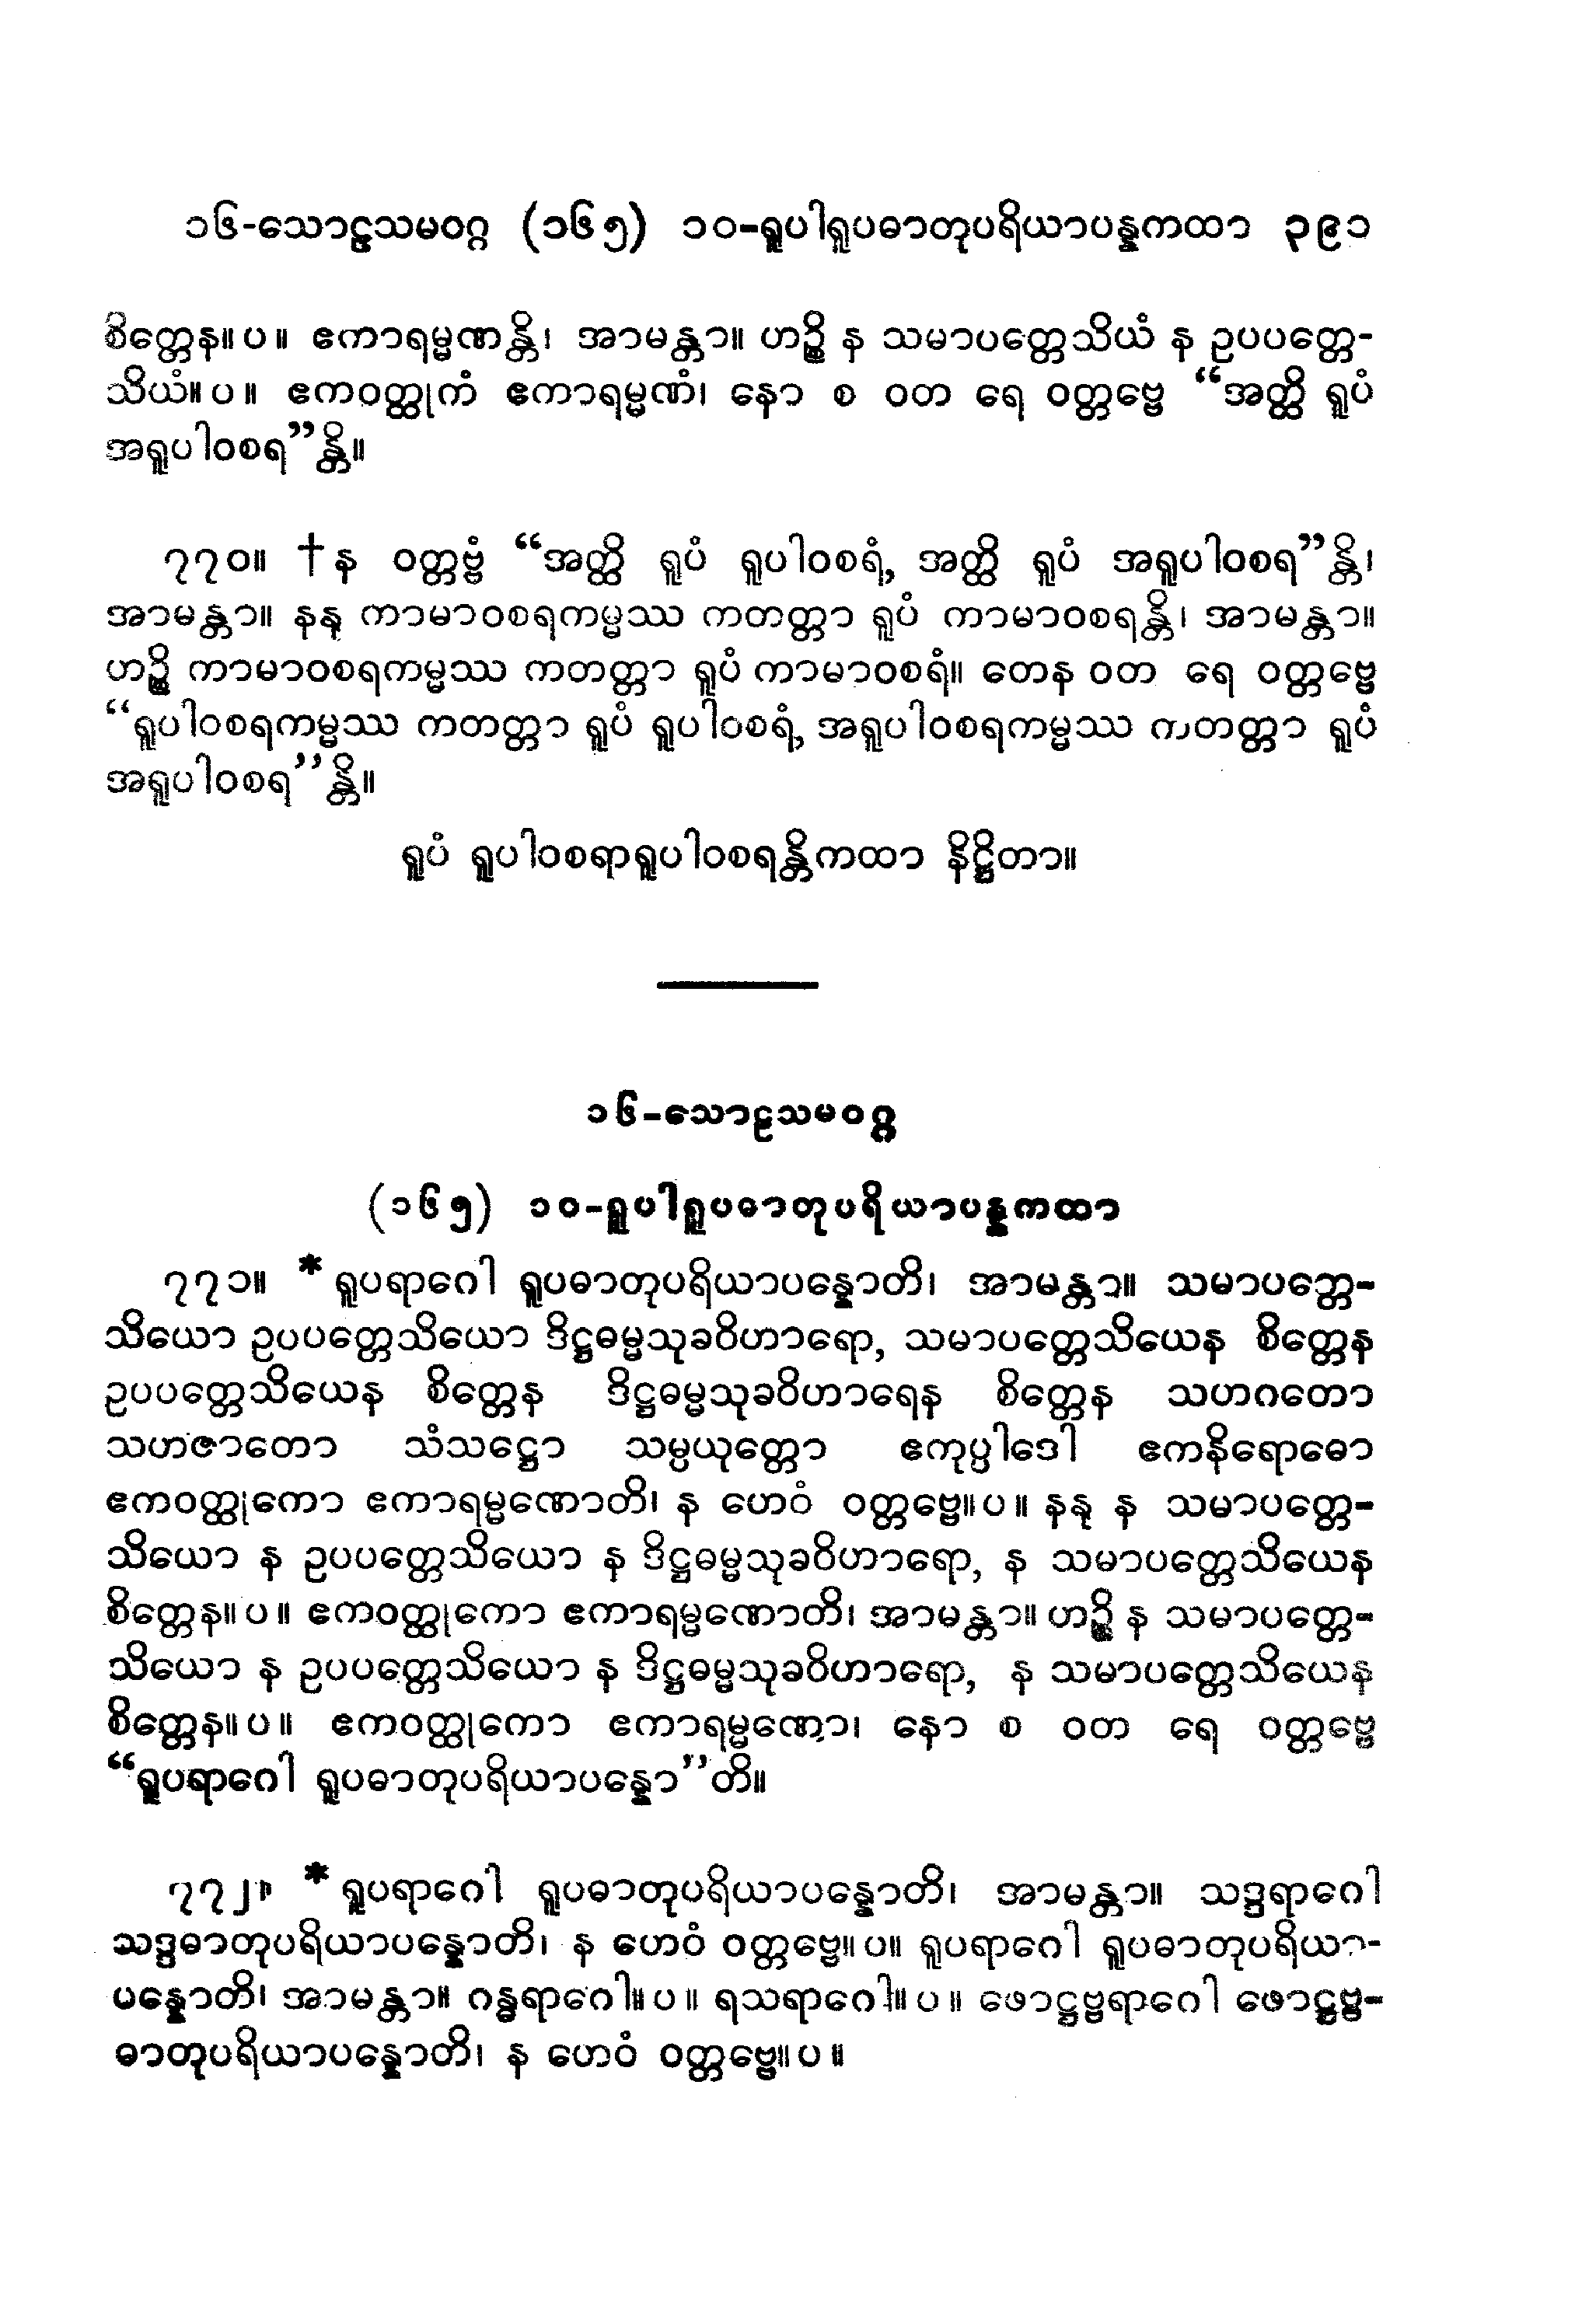 ၁၆-သောဠသမဝဂ္ဂ (၁၆၅) ၁၀-ရူပါရူပဓာတုပရိယာပန္နကထာ ၃၉၁
စိတ္တေန။ပ။ ဧကာရမ္မဏန္တိ၊ အာမန္တာ။ ဟဉ္စိ န သမာပတ္တေသိယံ န ဥပပတ္တေ-
သိယံ။ပ။ ဧကဝတ္ထုကံ ဧကာရမ္မဏံ၊ နော စ ဝတ ရေ ဝတ္တဗ္ဗေ “အတ္ထိ ရူပံ
အရူပါဝစရ”န္တိ။
၇၇၀။ †န ဝတ္တဗ္ဗံ “အတ္ထိ ရူပံ ရူပါဝစရံ, အတ္ထိ ရူပံ အရူပါဝစရ”န္တိ၊
အာမန္တာ။ နနု ကာမာဝစရကမ္မဿ ကတတ္တာ ရူပံ ကာမာဝစရန္တိ၊ အာမန္တာ။
ဟဉ္စိ ကာမာဝစရကမ္မဿ ကတတ္တာ ရူပံ ကာမာဝစရံ။ တေန ဝတ ရေ ဝတ္တဗ္ဗေ
“ရူပါဝစရကမ္မဿ ကတတ္တာ ရူပံ ရူပါဝစရံ, အရူပါဝစရကမ္မဿ ကတတ္တာ ရူပံ
အရူပါဝစရ”န္တိ။
ရူပံ ရူပါဝစရာရူပါဝစရန္တိကထာ နိဋ္ဌိတာ။
၁၆-သောဠသမဝဂ္ဂ
(၁၆၅) ၁၀-ရူပါရူပဓာတုပရိယာပန္နကထာ
၇၇၁။ *ရူပရာဂေါ ရူပဓာတုပရိယာပန္နောတိ၊ အာမန္တာ။ သမာပတ္တေ-
သိယော ဥပပတ္တေသိယော ဒိဋ္ဌဓမ္မသုခဝိဟာရော, သမာပတ္တေသိယေန စိတ္တေန
ဥပပတ္တေသိယေန စိတ္တေန ဒိဋ္ဌဓမ္မသုခဝိဟာရေန စိတ္တေန သဟဂတော
သဟဇာတော သံသဋ္ဌော သမ္ပယုတ္တော ဧကုပ္ပါဒေါ ဧကနိရောဓော
ဧကဝတ္ထုကော ဧကာရမ္မဏောတိ၊ န ဟေဝံ ဝတ္တဗ္ဗေ။ပ။ နနု န သမာပတ္တေ-
သိယော န ဥပပတ္တေသိယော န ဒိဋ္ဌဓမ္မသုခဝိဟာရော, န သမာပတ္တေသိယေန
စိတ္တေန။ပ။ ဧကဝတ္ထုကော ဧကာရမ္မဏောတိ၊ အာမန္တာ။ ဟဉ္စိ န သမာပတ္တေ-
သိယော န ဥပပတ္တေသိယော န ဒိဋ္ဌဓမ္မသုခဝိဟာရော, န သမာပတ္တေသိယေန
စိတ္တေန။ပ။ ဧကဝတ္ထုကော ဧကာရမ္မဏော၊ နော စ ဝတ ရေ ဝတ္တဗ္ဗေ
“ရူပရာဂေါ ရူပဓာတုပရိယာပန္နော”တိ။
၇၇၂။ *ရူပရာဂေါ ရူပဓာတုပရိယာပန္နောတိ၊ အာမန္တာ။ သဒ္ဒရာဂေါ
သဒ္ဒဓာတုပရိယာပန္နောတိ၊ န ဟေဝံ ဝတ္တဗ္ဗေ။ပ။ ရူပရာဂေါ ရူပဓာတုပရိယာ-
ပန္နောတိ၊ အာမန္တာ။ ဂန္ဓရာဂေါ။ပ။ ရသရာဂေါ။ပ။ ဖောဋ္ဌဗ္ဗရာဂေါ ဖောဋ္ဌဗ္ဗ-
ဓာတုပရိယာပန္နောတိ၊ န ဟေဝံ ဝတ္တဗ္ဗေ။ပ။